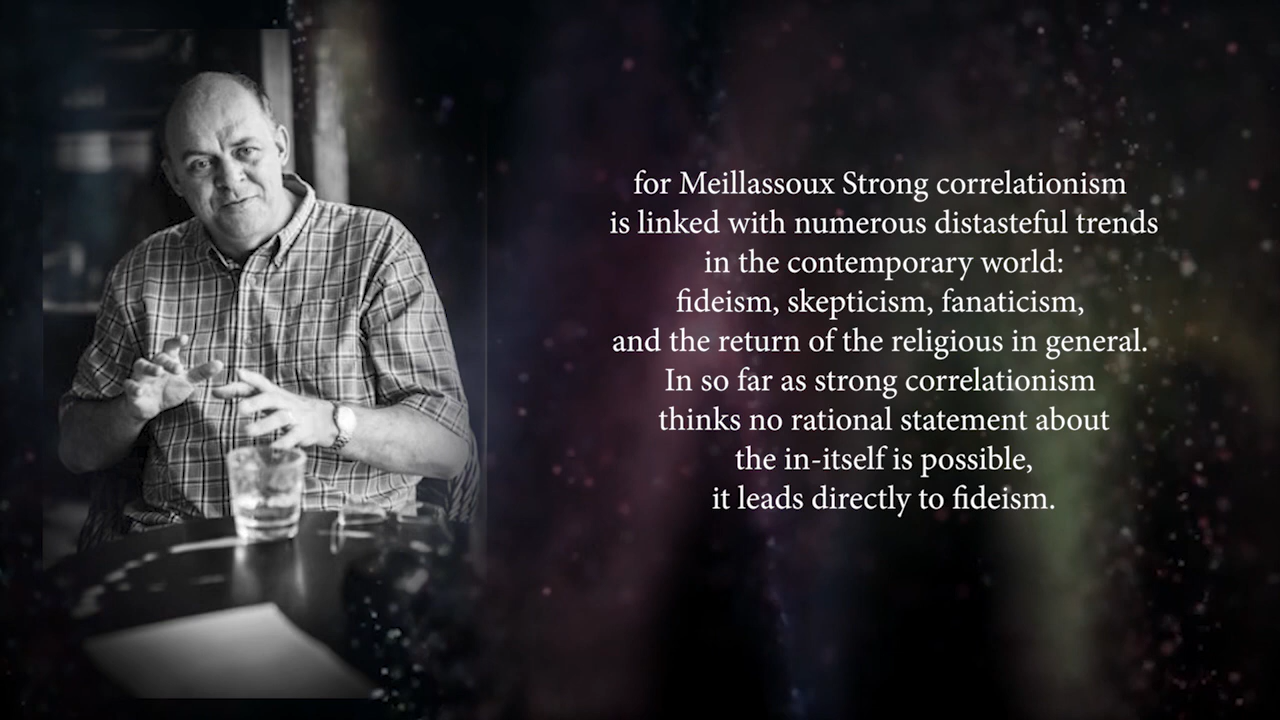 for Meillassoux Strong correlationism
is linked with numerous distasteful trends
in the contemporary world:
fideism, skepticism, fanaticism,
and the return of the religious in general.
In so far as strong correlationism
thinks no rational statement about
the in-itself is possible,
it leads directly to fideism.